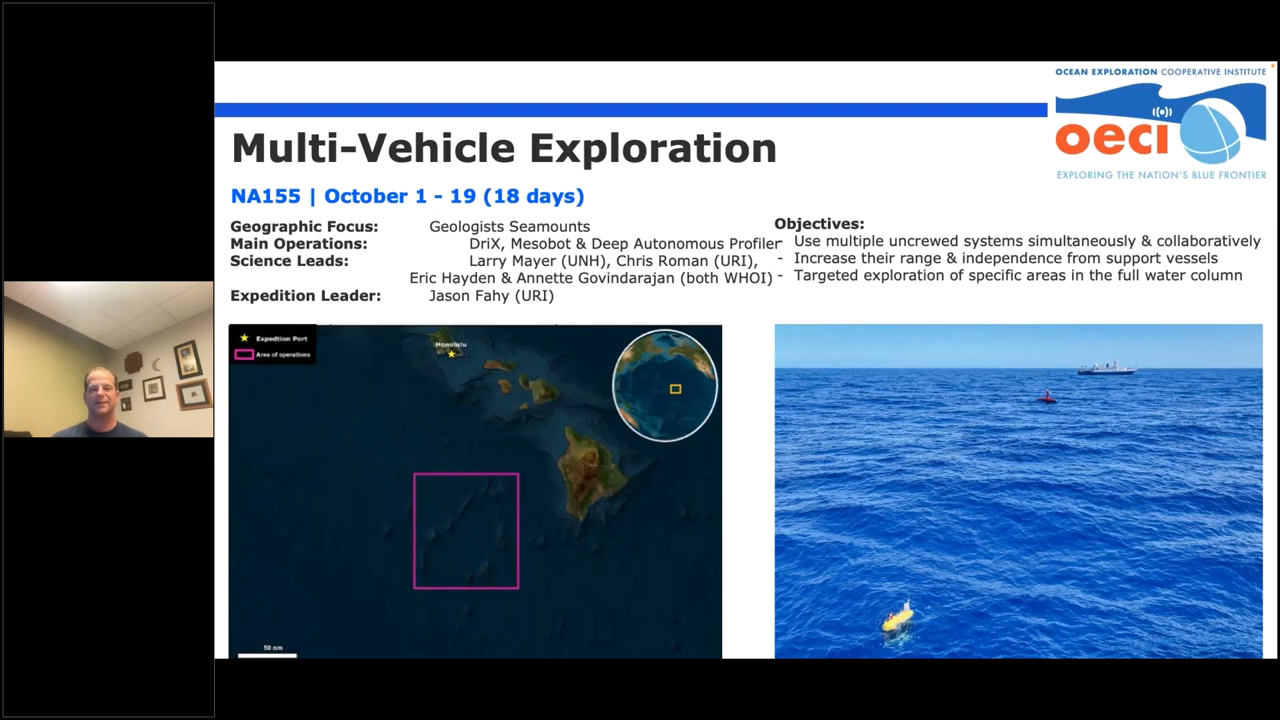 OCEAN EXPLORATION COOPERATIVE INSTITUTE
oeci
EXPLORING THE NATION'S BLUE FRONTIER
Multi-Vehicle Exploration
NA155 | October 1 - 19 (18 days)
Geographic Focus: Geologists Seamounts
Main Operations: DriX, Mesobot & Deep Autonomous Profiler
Science Leads: Larry Mayer (UNH), Chris Roman (URI),
Eric Hayden & Annette Govindarajan (both WHOI)
Expedition Leader: Jason Fahy (URI)
Objectives:
- Use multiple uncrewed systems simultaneously & collaboratively
- Increase their range & independence from support vessels
- Targeted exploration of specific areas in the full water column
Expedition Port
Area of operations
Honolulu
50 nm